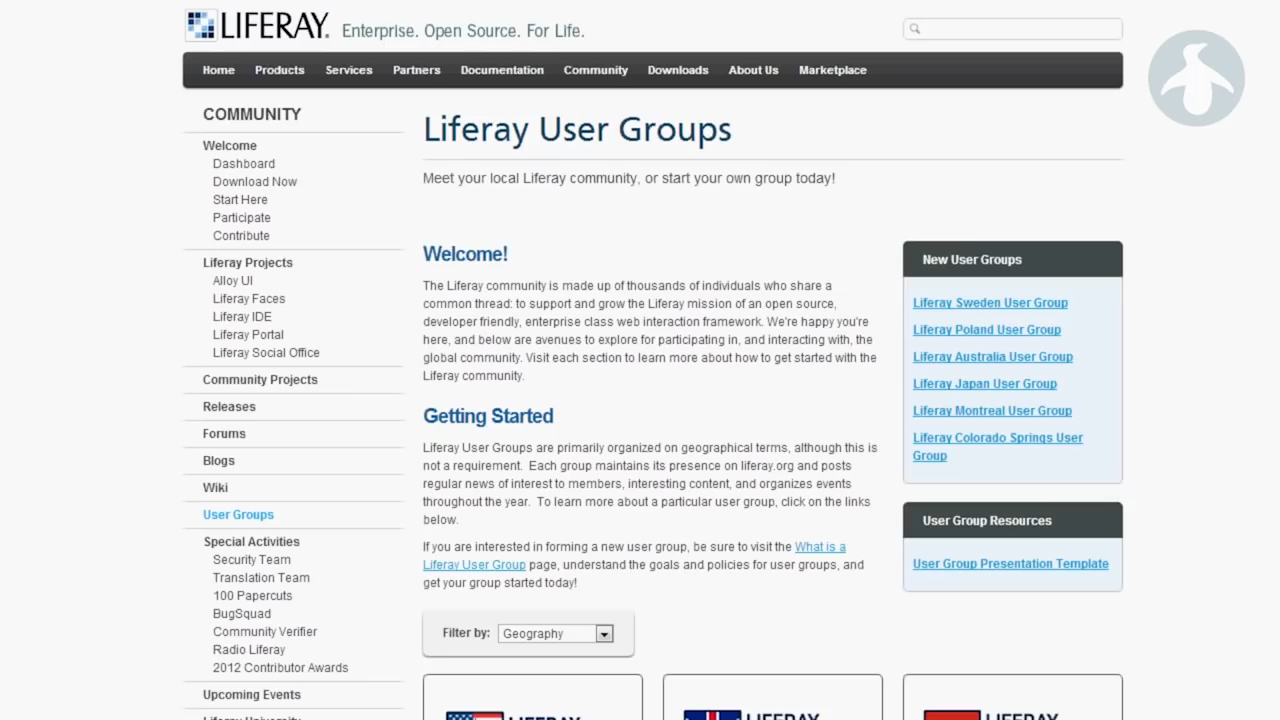 LIFERAY. Enterprise. Open Source. For Life.
Home Products Services Partners Documentation Community Downloads About Us Marketplace
COMMUNITY
Welcome
Dashboard
Download Now
Start Here
Participate
Contribute
Liferay Projects
Alloy UI
Liferay Faces
Liferay IDE
Liferay Portal
Liferay Social Office
Community Projects
Releases
Forums
Blogs
Wiki
User Groups
Special Activities
Security Team
Translation Team
100 Papercuts
BugSquad
Community Verifier
Radio Liferay
2012 Contributor Awards
Upcoming Events
Liferay University
Liferay User Groups
Meet your local Liferay community, or start your own group today!
Welcome!
The Liferay community is made up of thousands of individuals who share a
common thread: to support and grow the Liferay mission of an open source,
developer friendly, enterprise class web interaction framework. We're happy you're
here, and below are avenues to explore for participating in, and interacting with, the
global community. Visit each section to learn more about how to get started with the
Liferay community.
Getting Started
Liferay User Groups are primarily organized on geographical terms, although this is
not a requirement. Each group maintains its presence on liferay.org and posts
regular news of interest to members, interesting content, and organizes events
throughout the year. To learn more about a particular user group, click on the links
below.
If you are interested in forming a new user group, be sure to visit the What is a
Liferay User Group page, understand the goals and policies for user groups, and
get your group started today!
Filter by: Geography
LIFERAY
LIFERAY
LIFERAY
New User Groups
Liferay Sweden User Group
Liferay Poland User Group
Liferay Australia User Group
Liferay Japan User Group
Liferay Montreal User Group
Liferay Colorado Springs User
Group
User Group Resources
User Group Presentation Template